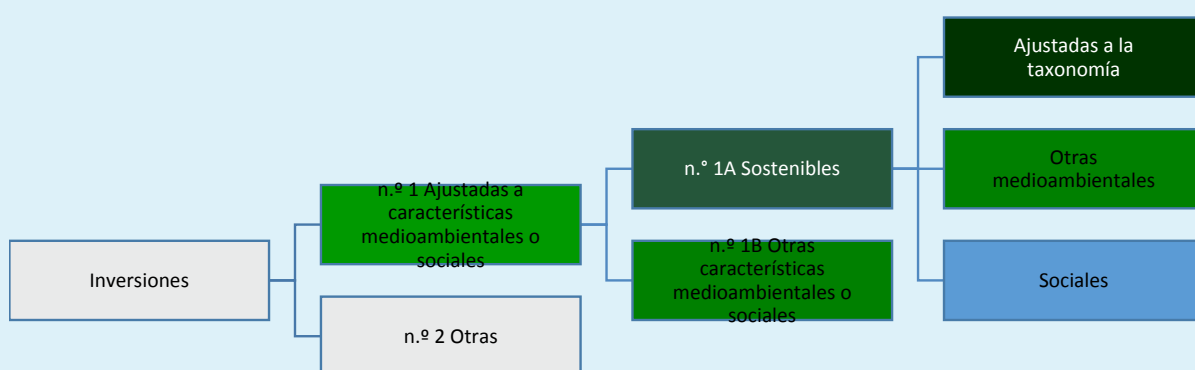 Inversiones
n.º 1 Ajustadas a
características
medioambientales o
sociales
n.º 2 Otras
n.° 1A Sostenibles
n.º 1B Otras
características
medioambientales o
sociales
Ajustadas a la
taxonomía
Otras
medioambientales
Sociales